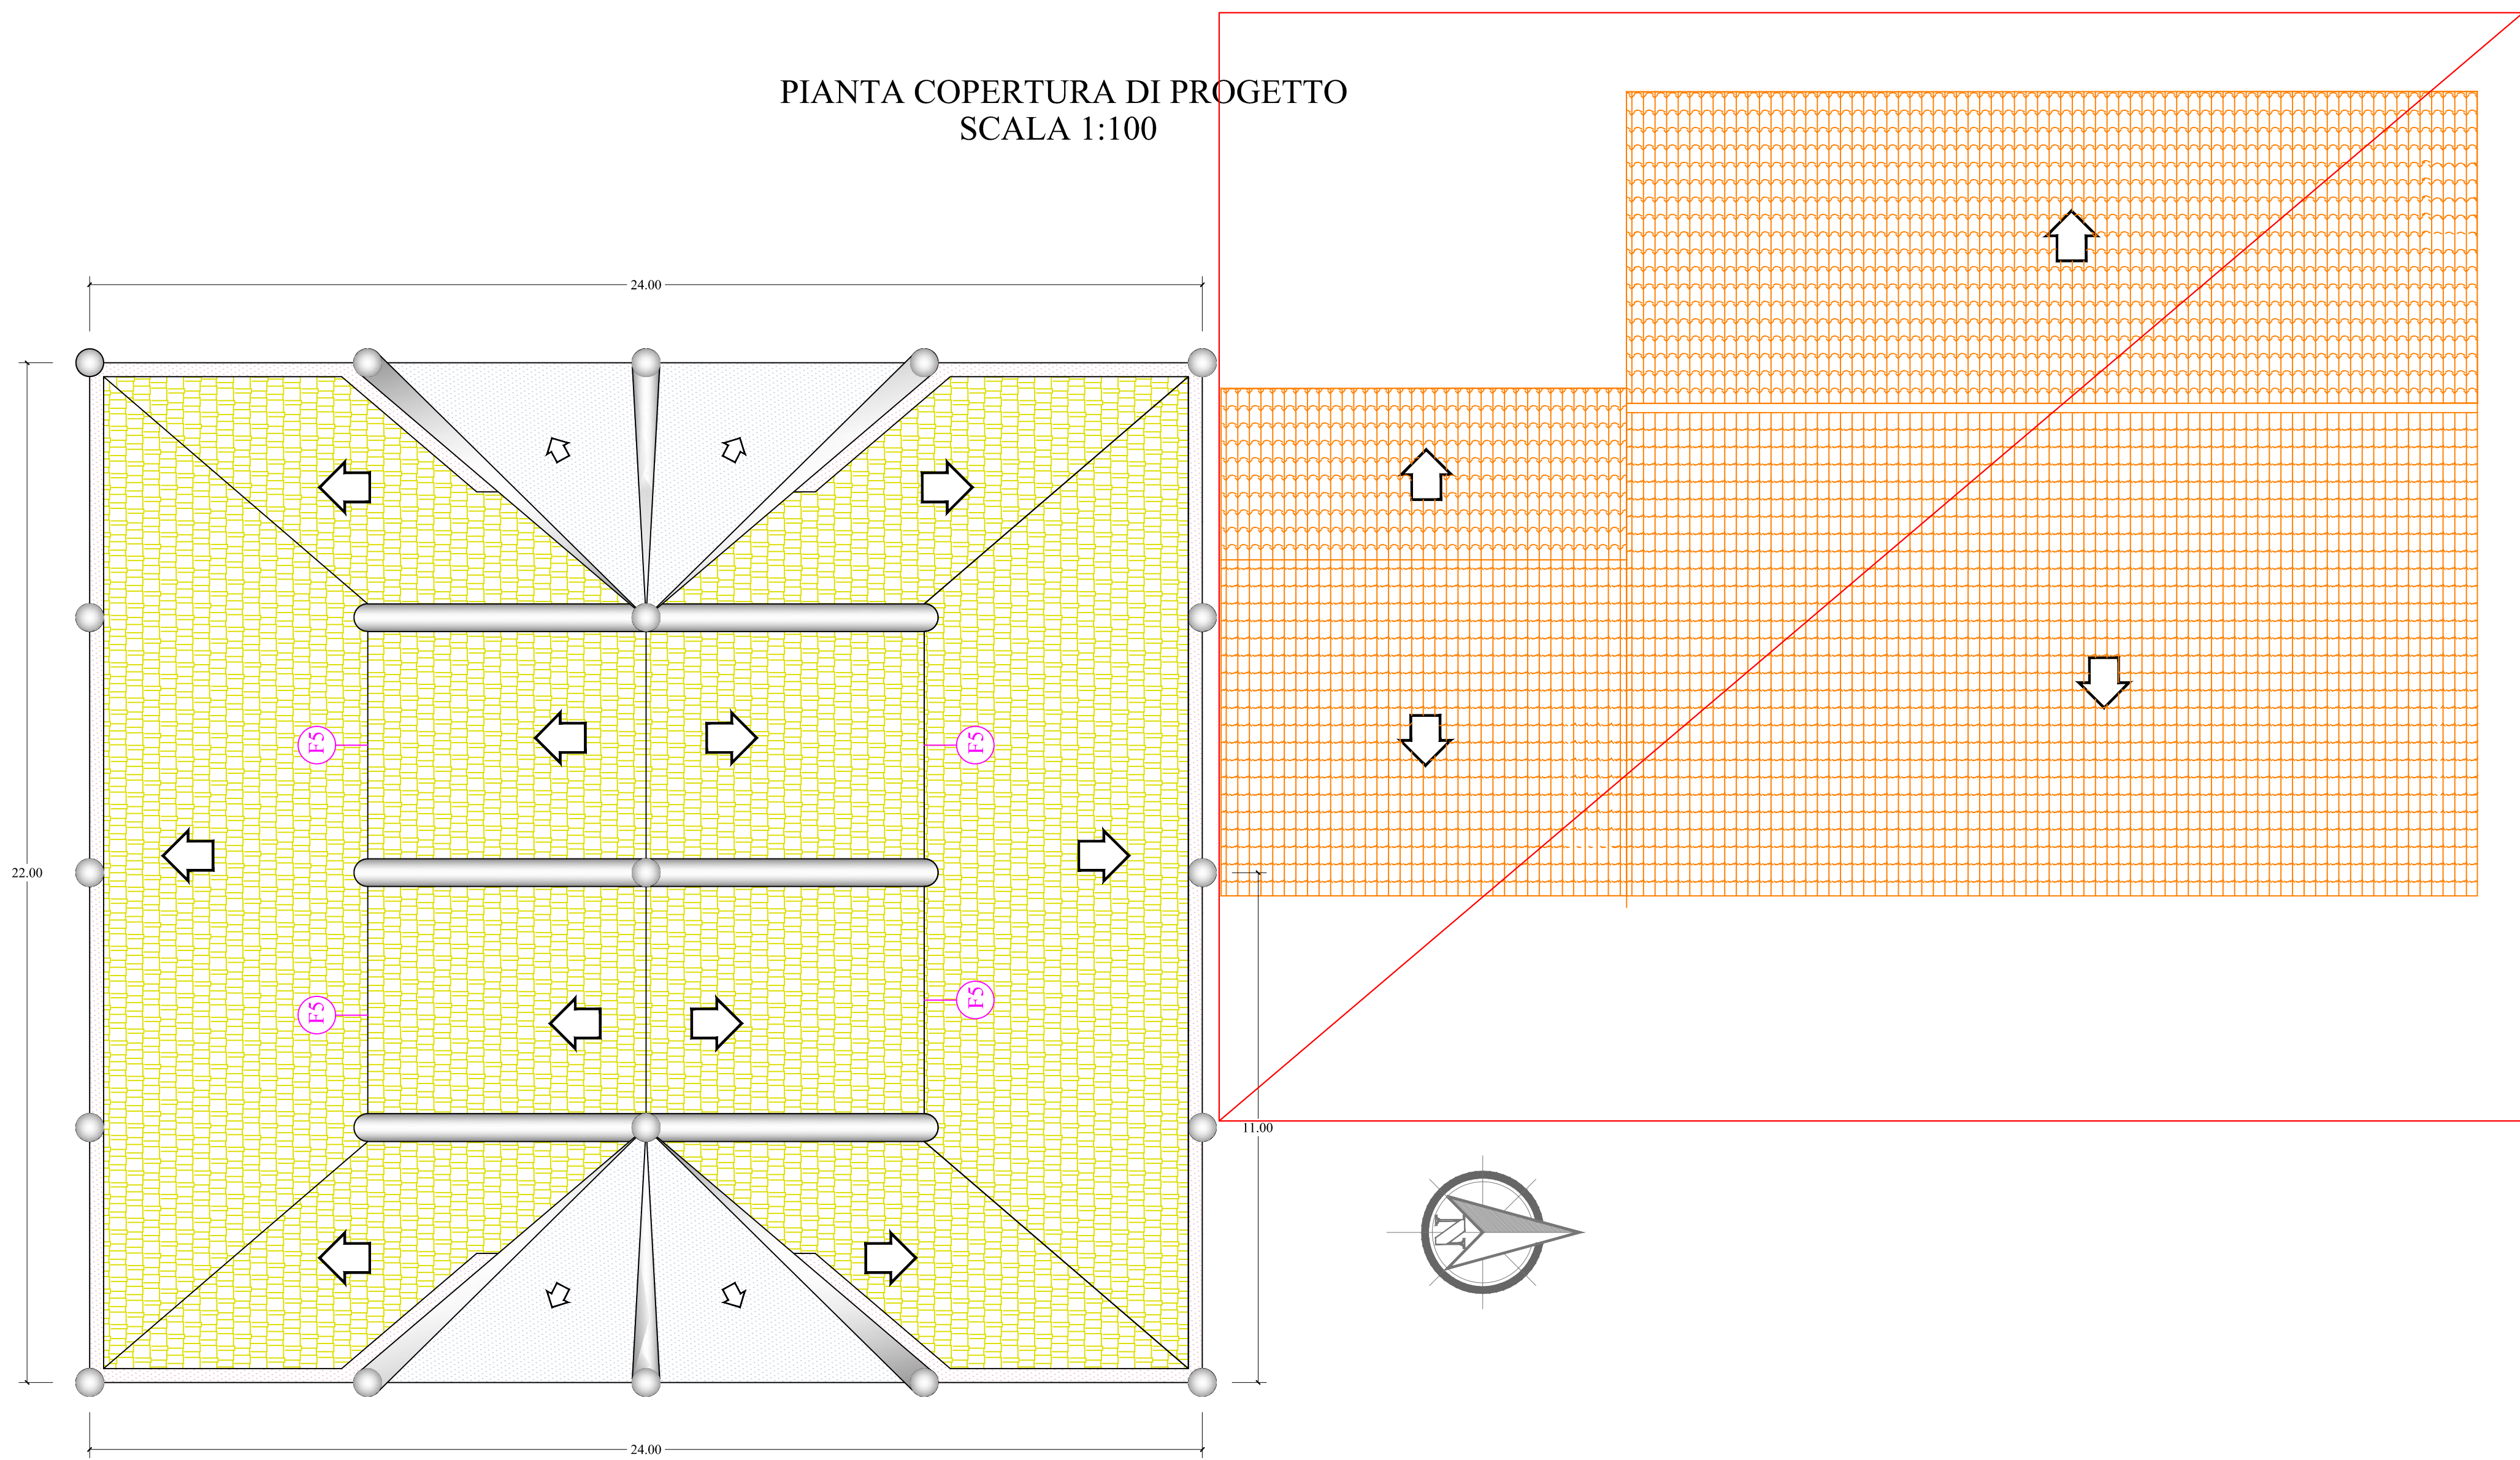 PIANTA COPERTURA DI PROGETTO
SCALA 1:100
24.00
F5
F5
22.00
F5
F5
11.00
N
24.00